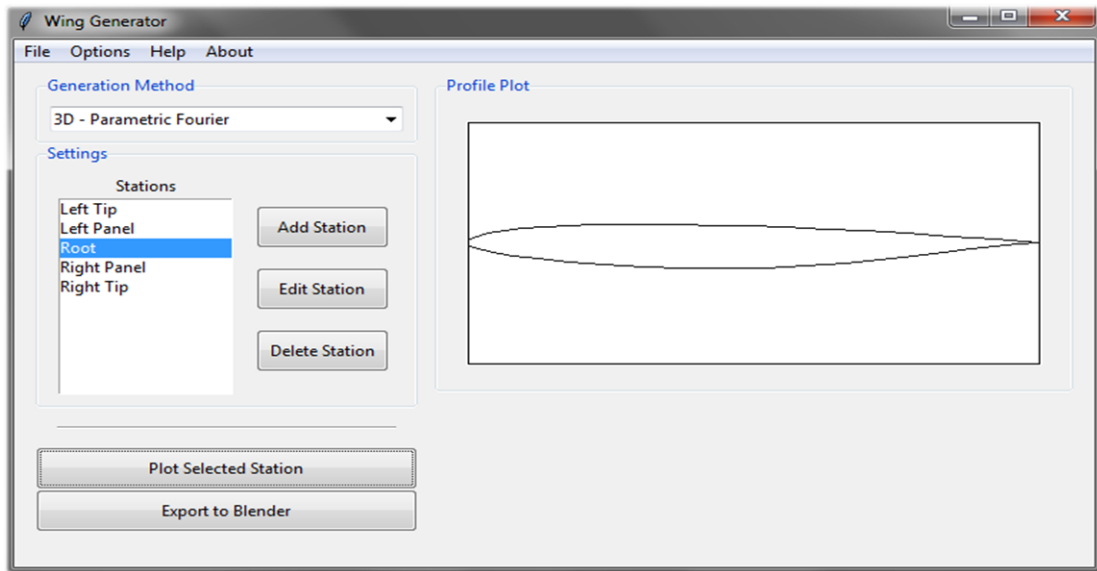 Wing Generator
File Options Help About
Generation Method
3D - Parametric Fourier
Settings
Stations
Left Tip
Left Panel
Root
Right Panel
Right Tip
Add Station
Edit Station
Delete Station
Plot Selected Station
Export to Blender
Profile Plot